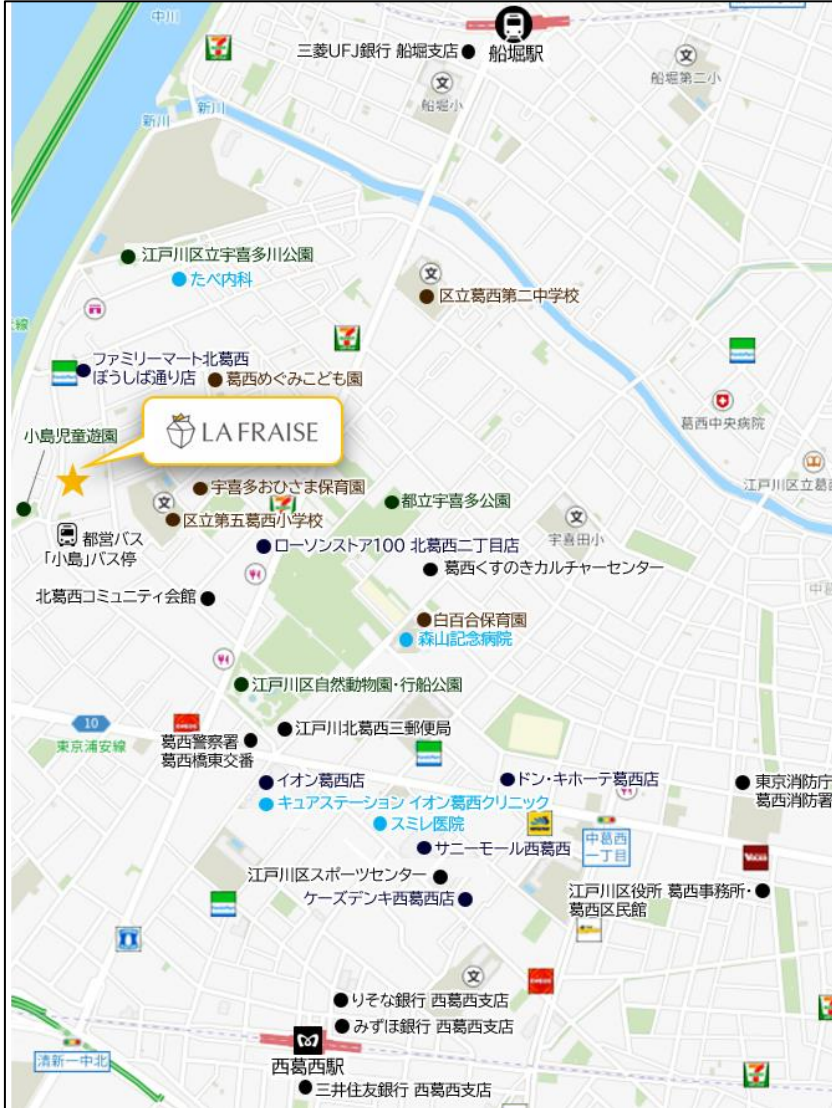 中川
三菱UFJ銀行 船堀支店
船堀駅
文
船堀小
文
船堀第二小
新川
新川
江戸川区立宇喜多川公園
たべ内科
文
区立葛西第二中学校
ファミリーマート北葛西
ぼうしば通り店
葛西めぐみこども園
葛西中央病院
小島児童遊園
LA FRAISE
江戸川区立葛西
宇喜多おひさま保育園
文
区立第五葛西小学校
都立宇喜多公園
文
宇喜田小
都営バス
「小島」バス停
ローソンストア100 北葛西二丁目店
葛西くすのきカルチャーセンター
北葛西コミュニティ会館
白百合保育園
森山記念病院
江戸川区自然動物園・行船公園
10
東京浦安線
葛西警察署
葛西橋東交番
江戸川北葛西三郵便局
イオン葛西店
キュアステーション イオン葛西クリニック
ドン・キホーテ葛西店
東京消防庁
葛西消防署
スミレ医院
サニーモール西葛西
中葛西
一丁目
江戸川区スポーツセンター
ケーズデンキ西葛西店
江戸川区役所 葛西事務所・
葛西区民館
文
りそな銀行 西葛西支店
みずほ銀行 西葛西支店
清新一中北
西葛西駅
三井住友銀行 西葛西支店